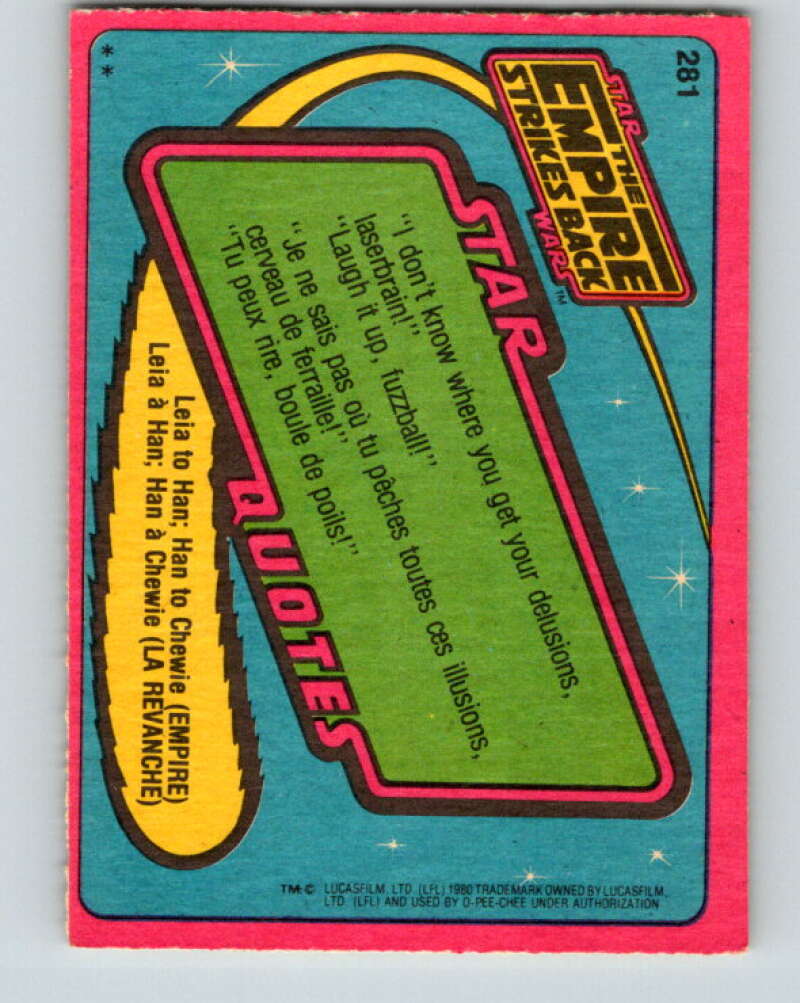 281
STAR
THE
EMPIRE
STRIKES BACK
WARS™
STAR
"I don't know where you get your delusions,
laserbrain!"
"Laugh it up, fuzzball!"
"Je ne sais pas où tu pêches toutes ces illusions,
cerveau de ferraille!"
"Tu peux rire, boule de poils!"
QUOTES
Leia to Han; Han to Chewie (EMPIRE)
Leia à Han; Han à Chewie (LA REVANCHE)
TM: © LUCASFILM, LTD. (LFL) 1980 TRADEMARK OWNED BY LUCASFILM,
LTD. (LFL) AND USED BY O-PEE-CHEE UNDER AUTHORIZATION
* *